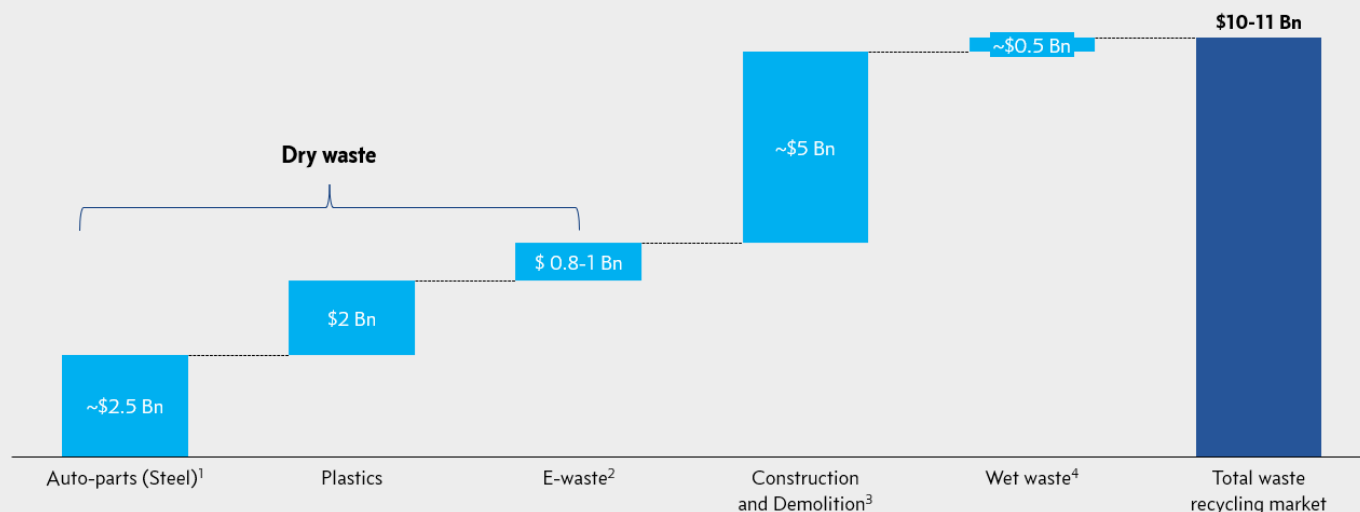 $10-11 Bn
~$0.5 Bn
~$5 Bn
Dry waste
$ 0.8-1 Bn
$2 Bn
~$2.5 Bn
Auto-parts (Steel)¹
Plastics
E-waste²
Construction
and Demolition³
Wet waste⁴
Total waste
recycling market